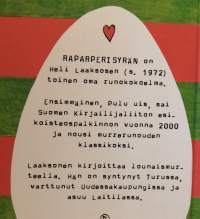 RAPARPERISYRÄN on
Heli Laaksosen (s. 1972)
toinen oma runokokoelma.
Ensimmäinen, Pulu uis, sai
Suomen Kirjailijaliiton esi-
koisteospalkinnon vuonna 2000
ja nousi murrerunouden
klassikoksi.
Laaksonen kirjoittaa lounaismur-
teella. Hän on syntynyt Turussa,
varttunut Uudessakaupungissa ja
asuu Laitilassa.